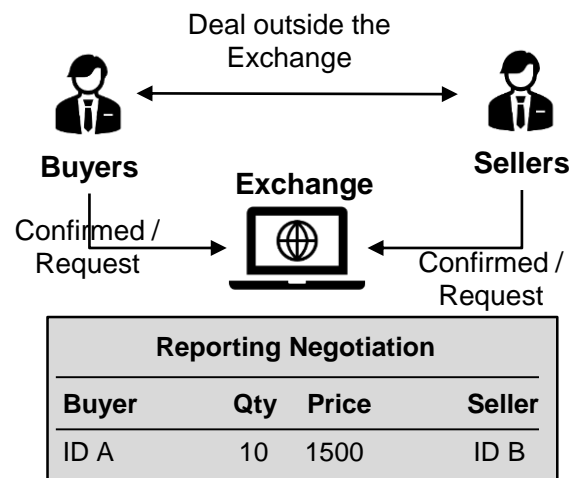 Deal outside the
Exchange
Buyers
Sellers
Exchange
Confirmed /
Request
Confirmed /
Request
Reporting Negotiation
Buyer Qty Price Seller
ID A 10 1500 ID B